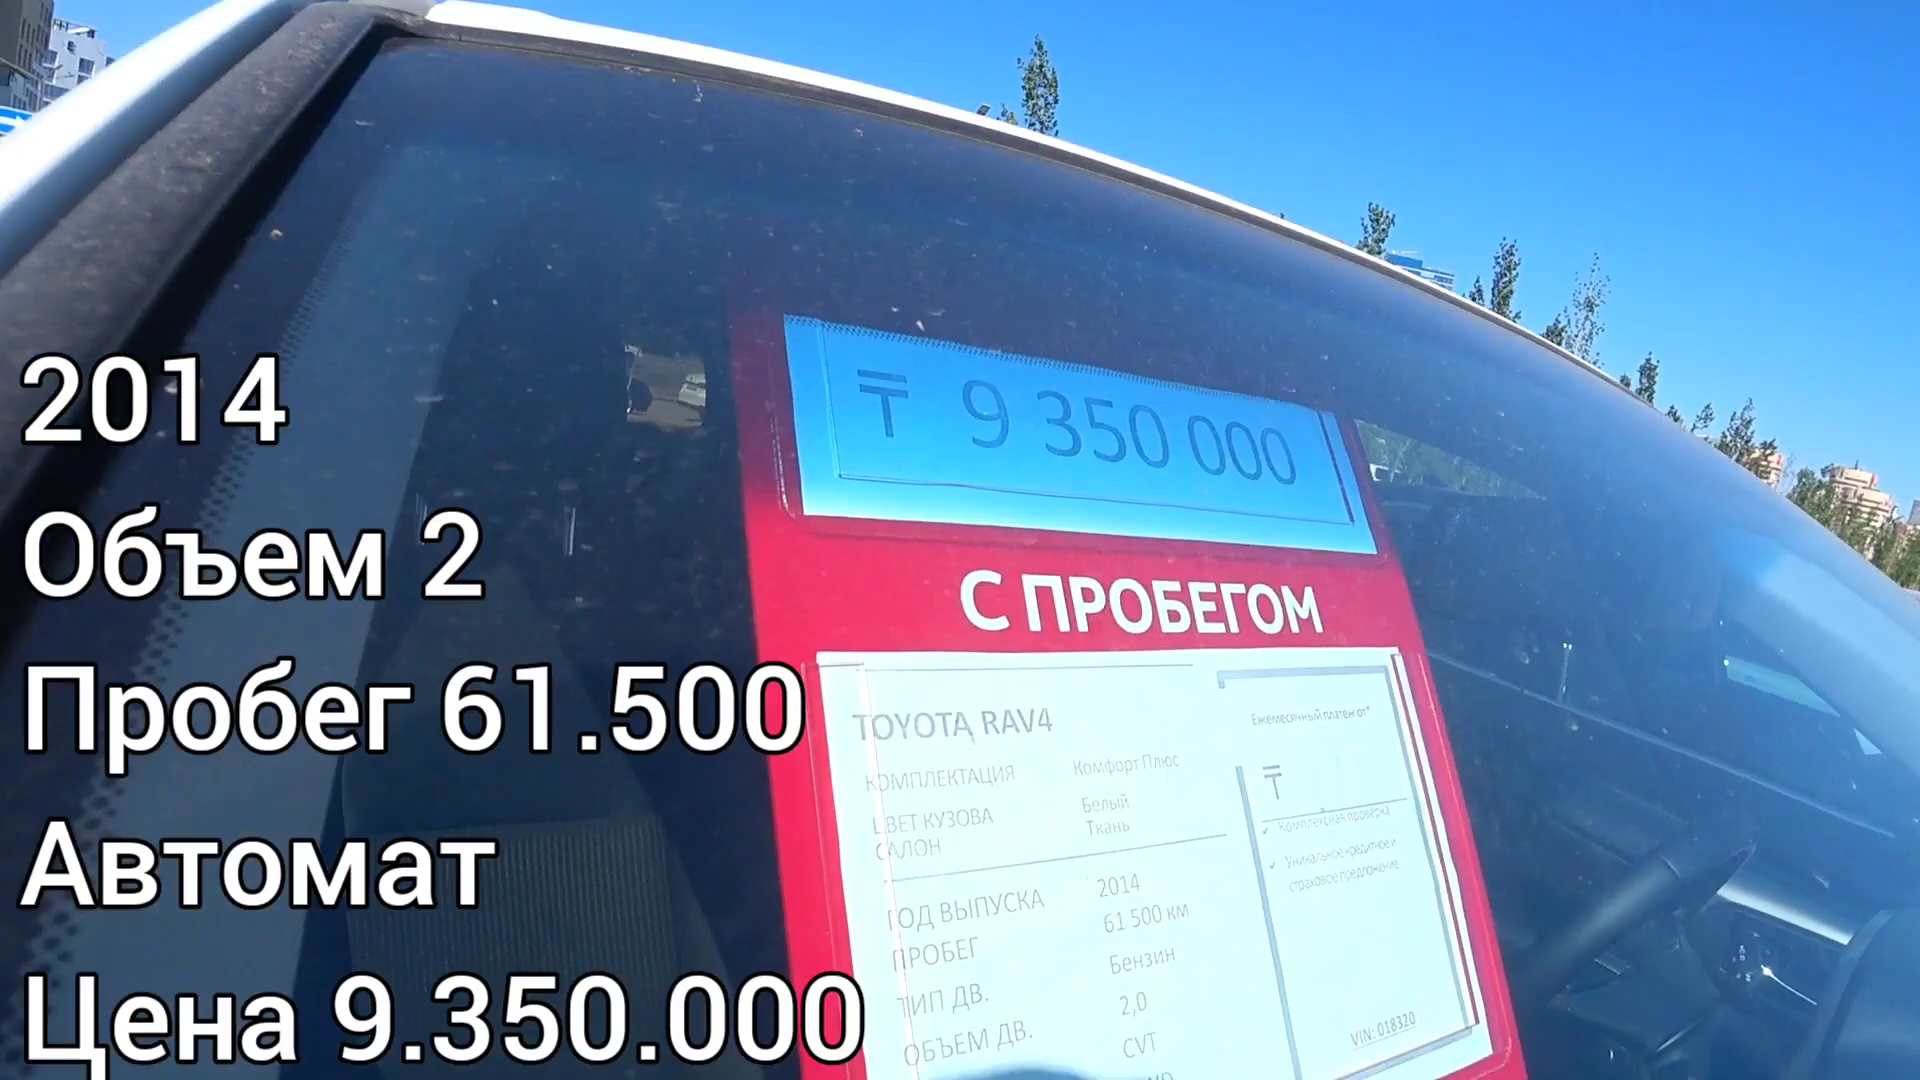 2014
Объем 2
Пробег 61.500
Автомат
Цена 9.350.000
₸ 9 350 000
С ПРОБЕГОМ
TOYOTA RAV4
КОМПЛЕКТАЦИЯ Комфорт Плюс
ЦВЕТ КУЗОВА Белый
САЛОН Ткань
ГОД ВЫПУСКА 2014
ПРОБЕГ 61 500 км
ТИП ДВ. Бензин
ОБЪЕМ ДВ. 2,0
CVT
Ежемесячный платеж от*
₸
Комплексная проверка
Уникальное кредитное и
страховое предложение
VIN: 018320